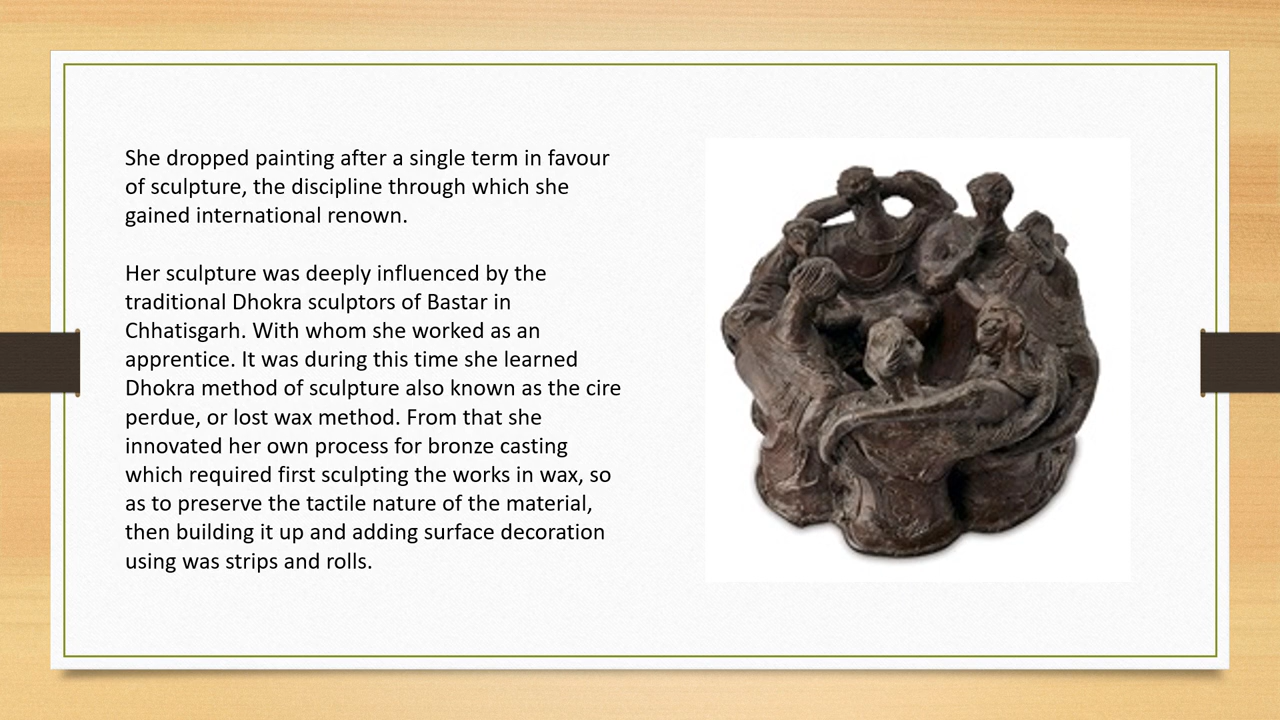 She dropped painting after a single term in favour
of sculpture, the discipline through which she
gained international renown.
Her sculpture was deeply influenced by the
traditional Dhokra sculptors of Bastar in
Chhatisgarh. With whom she worked as an
apprentice. It was during this time she learned
Dhokra method of sculpture also known as the cire
perdue, or lost wax method. From that she
innovated her own process for bronze casting
which required first sculpting the works in wax, so
as to preserve the tactile nature of the material,
then building it up and adding surface decoration
using was strips and rolls.